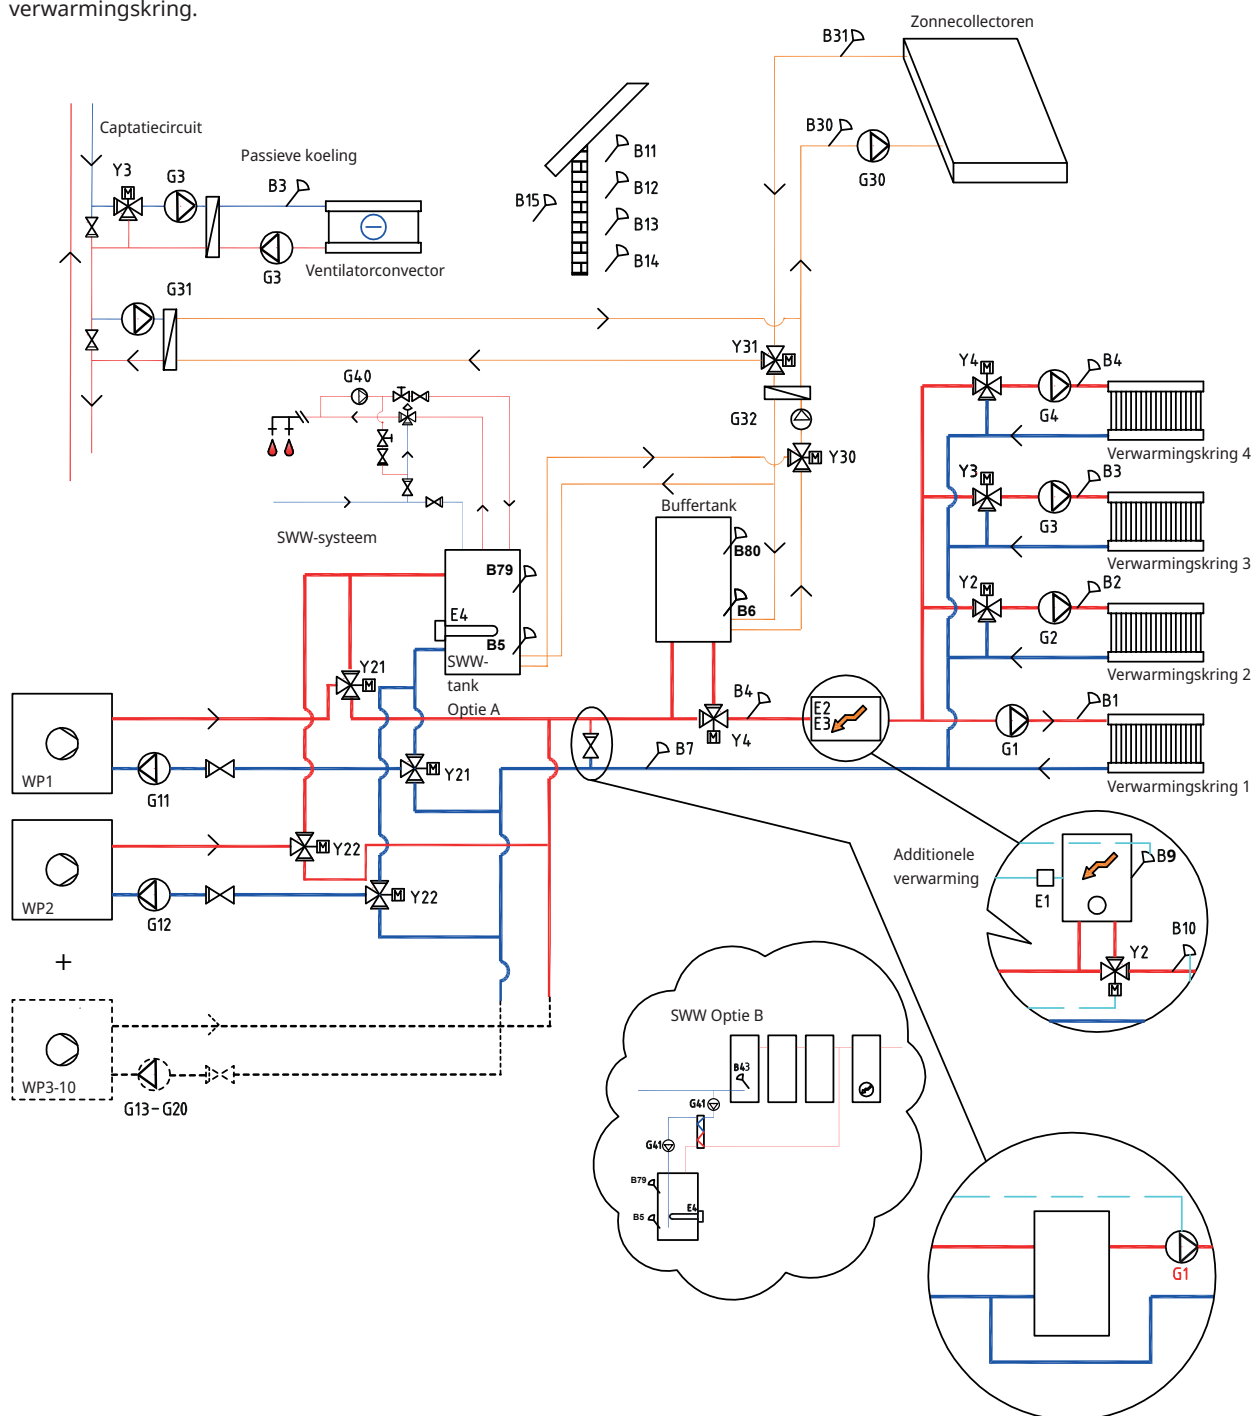 verwarmingskring.
Zonnecollectoren
B31
Captatiecircuit
B30
G30
Passieve koeling
Y3
G3
B3
B11
B12
B13
B14
B15
G3
Ventilatorconvector
G31
Y31
G32
Y30
G40
SWW-systeem
Buffertank
B80
B6
Y4
B4
G4
Verwarmingskring 4
Y3
B3
G3
Verwarmingskring 3
Y2
B2
G2
Verwarmingskring 2
B1
G1
Verwarmingskring 1
B79
E4
B5
SWW-
tank
Optie A
Y21
B4
Y4
E2
E3
B7
WP1
G11
Y21
Y22
WP2
G12
Y22
+
WP3-10
G13-G20
Additionele
verwarming
B9
E1
B10
Y2
SWW Optie B
B43
G41
G41
B79
B5
E4
G1
M
M
M
M
M
M
M
M
M
M
M
M
M